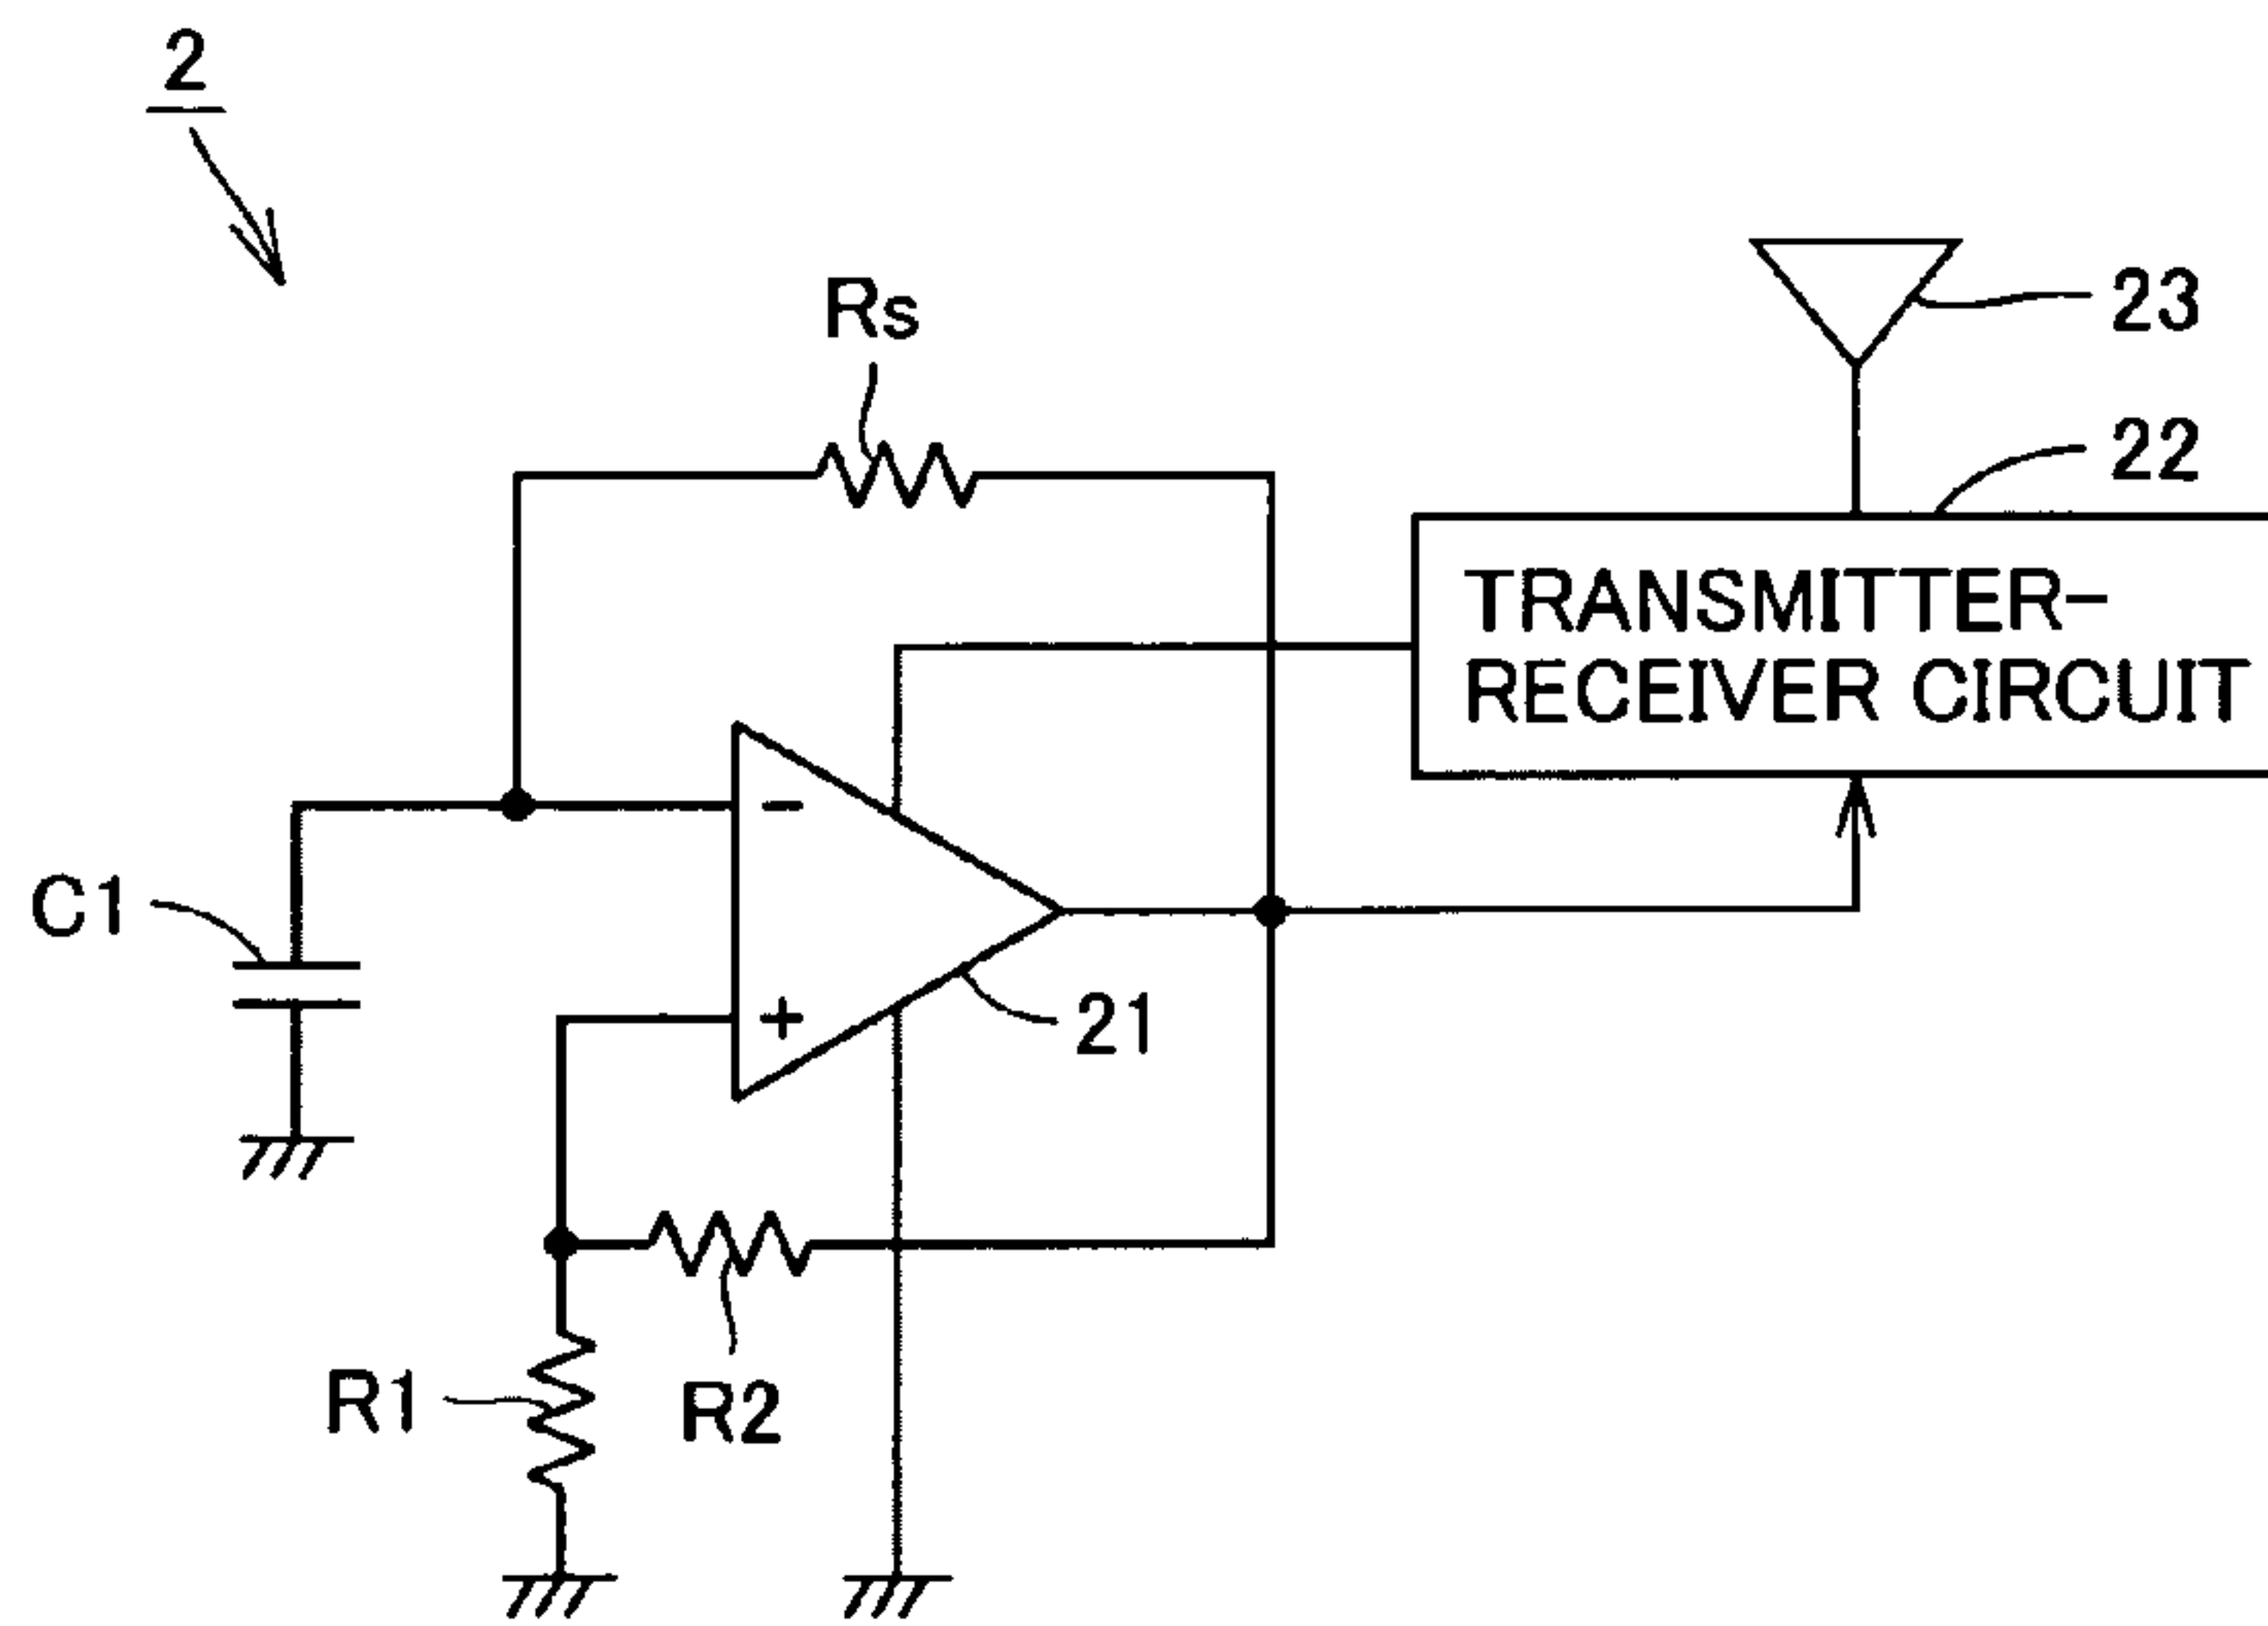 2
Rs
23
22
TRANSMITTER-
RECEIVER CIRCUIT
-
C1
+
21
R1
R2